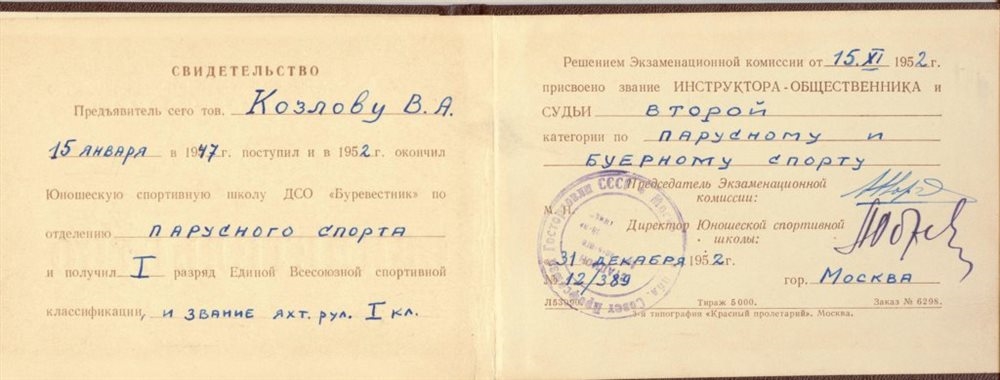 СВИДЕТЕЛЬСТВО
Предъявитель сего тов. Козлову В.А.
15 января в 1947 г. поступил и в 1952 г. окончил
Юношескую спортивную школу ДСО «Буревестник» по
отделению парусного спорта
и получил I разряд Единой Всесоюзной спортивной
классификации, и звание яхт. рул. I кл.
Решением Экзаменационной комиссии от 15. XI 1952 г.
присвоено звание ИНСТРУКТОРА-ОБЩЕСТВЕННИКА и
СУДЬИ второй
категории по парусному и
буерному спорту
Председатель Экзаменационной
комиссии:
М. П.
Директор Юношеской спортивной
школы:
31 декабря 1952 г.
№ 12/389 гор. Москва
Тираж 5000. Заказ № 6298.
3-я типография «Красный пролетарий». Москва.